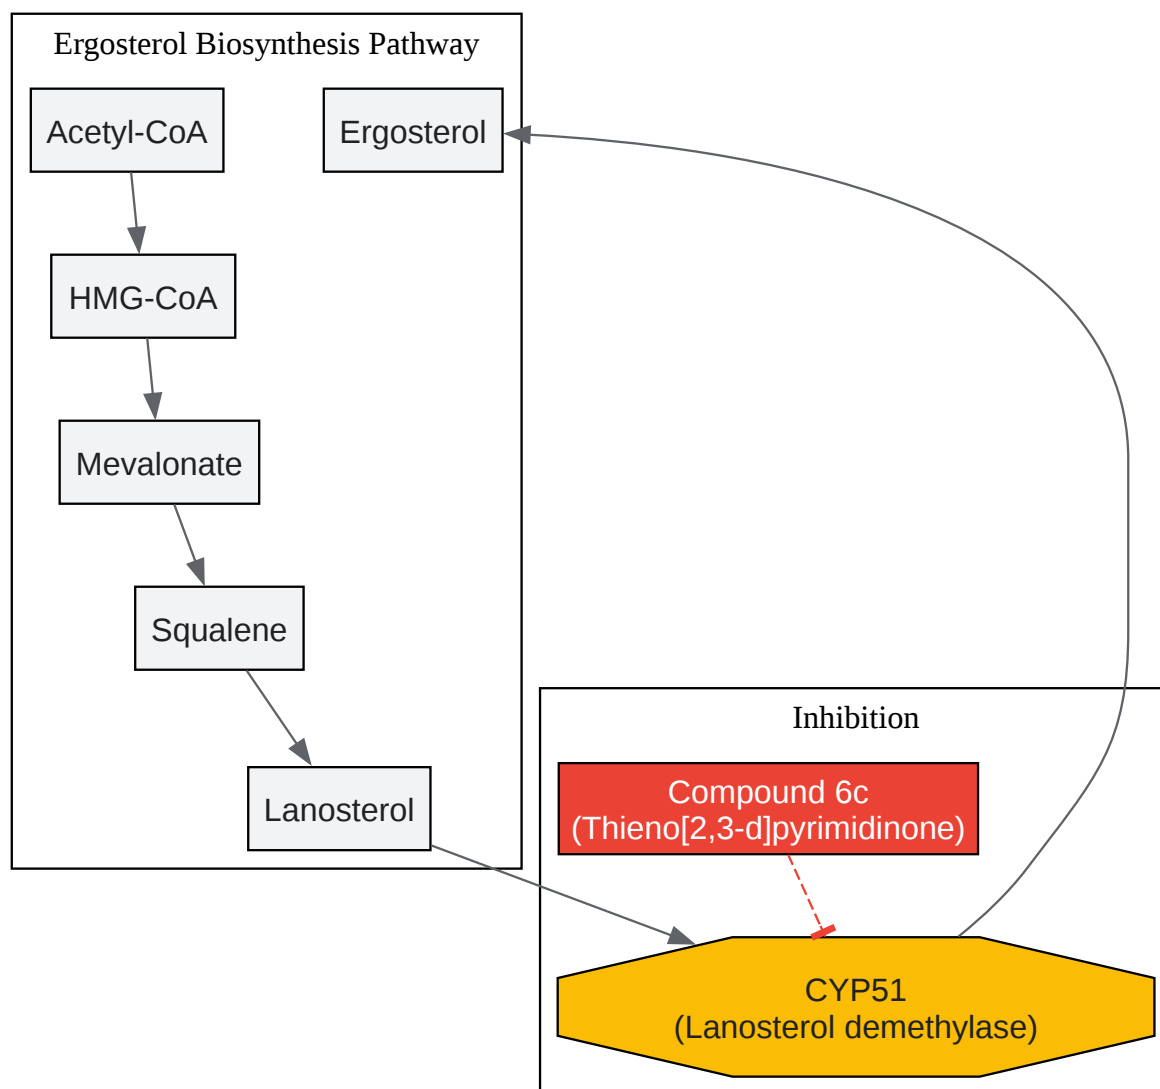 Ergosterol Biosynthesis Pathway
Acetyl-CoA
Ergosterol
HMG-CoA
Mevalonate
Squalene
Lanosterol
Inhibition
Compound 6c
(Thieno[2,3-d]pyrimidinone)
CYP51
(Lanosterol demethylase)